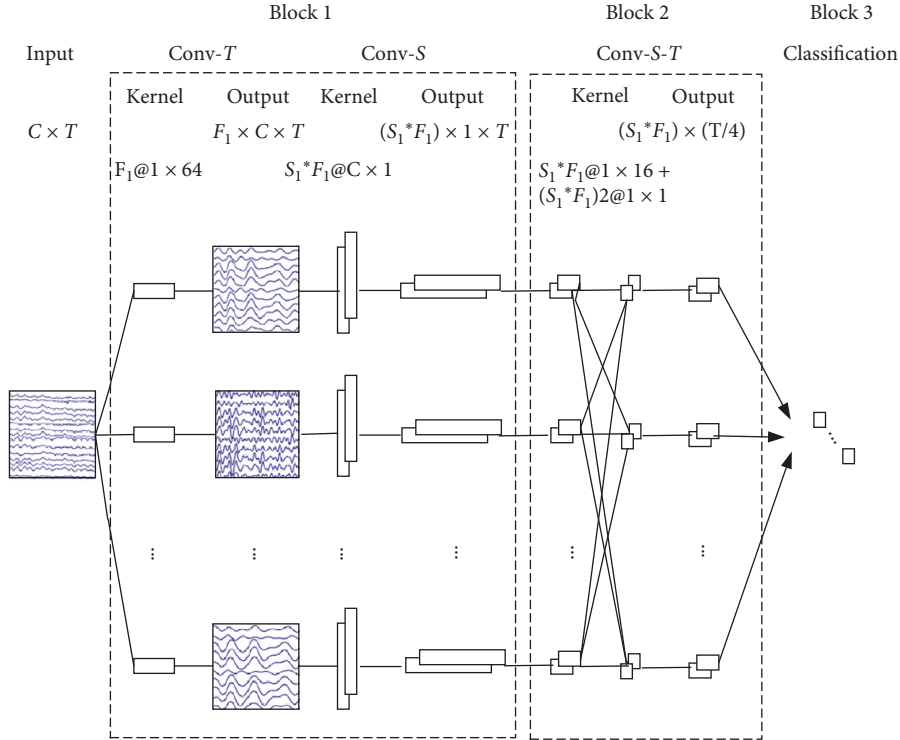 Block 1 Block 2 Block 3
Input Conv-T Conv-S Conv-S-T Classification
Kernel Output Kernel Output Kernel Output
C × T F₁ × C × T (S₁*F₁) × 1 × T (S₁*F₁) × (T/4)
F₁@1 × 64 S₁*F₁@C × 1 S₁*F₁@1 × 16 +
(S₁*F₁)2@1 × 1